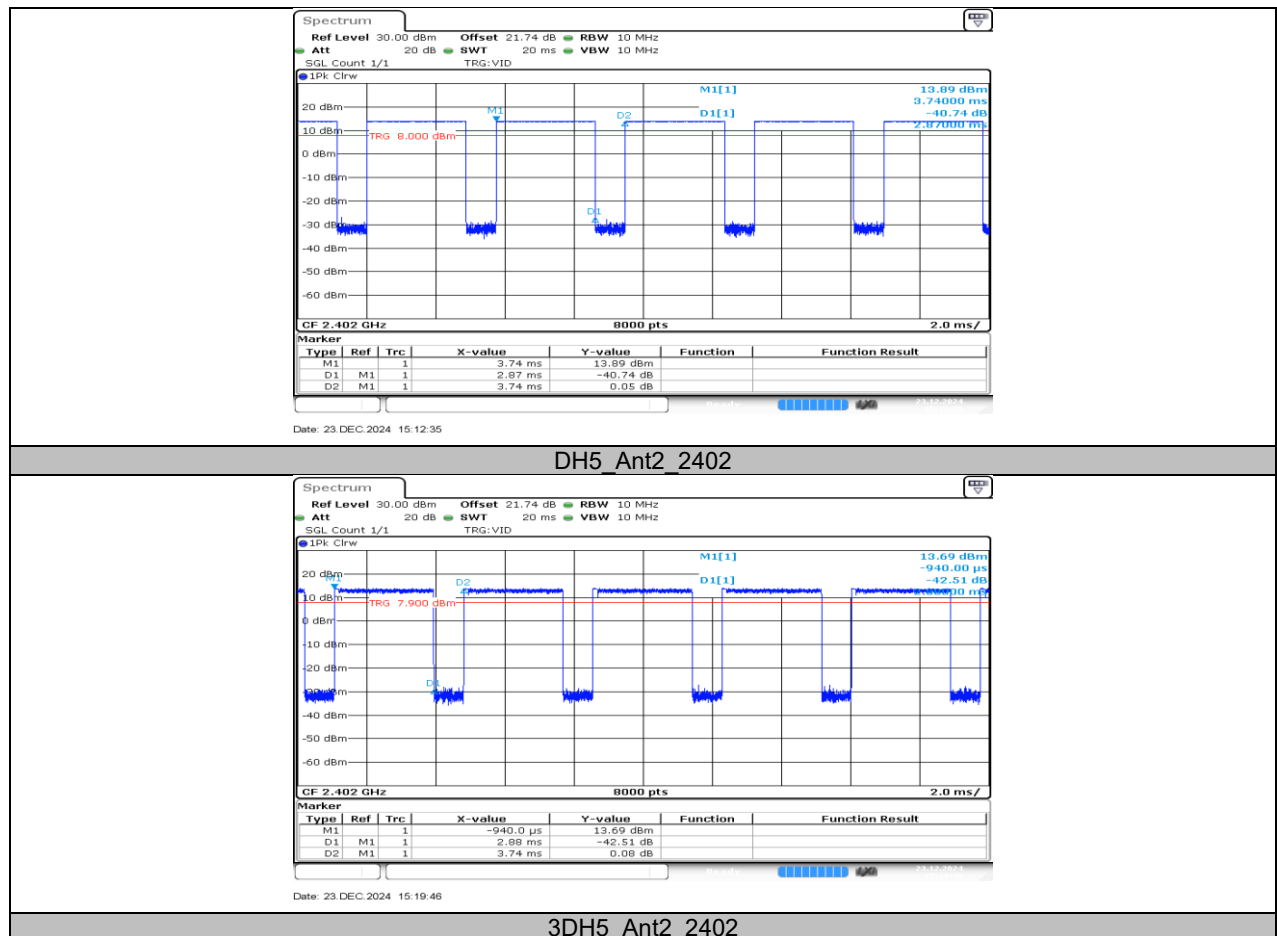 Spectrum
Ref Level 30.00 dBm Offset 21.74 dB RBW 10 MHz
Att 20 dB SWT 20 ms VBW 10 MHz
SGL Count 1/1 TRG:VID
1Pk Clrw
M1[1] 13.89 dBm
3.74000 ms
20 dBm
M1
D2
D1[1] -40.74 dB
2.87000 ms
10 dBm
TRG 8.000 dBm
0 dBm
-10 dBm
-20 dBm
D1
-30 dBm
-40 dBm
-50 dBm
-60 dBm
CF 2.402 GHz 8000 pts 2.0 ms/
Marker
Type Ref Trc X-value Y-value Function Function Result
M1 1 3.74 ms 13.89 dBm
D1 M1 1 2.87 ms -40.74 dB
D2 M1 1 3.74 ms 0.05 dB
23.12.2024
Date: 23.DEC.2024 15:12:35
DH5_Ant2_2402
Spectrum
Ref Level 30.00 dBm Offset 21.74 dB RBW 10 MHz
Att 20 dB SWT 20 ms VBW 10 MHz
SGL Count 1/1 TRG:VID
1Pk Clrw
M1[1] 13.69 dBm
-940.00 µs
20 dBm
M1
D2
D1[1] -42.51 dB
10 dBm
TRG 7.900 dBm
0 dBm
-10 dBm
-20 dBm
D1
-30 dBm
-40 dBm
-50 dBm
-60 dBm
CF 2.402 GHz 8000 pts 2.0 ms/
Marker
Type Ref Trc X-value Y-value Function Function Result
M1 1 -940.0 µs 13.69 dBm
D1 M1 1 2.88 ms -42.51 dB
D2 M1 1 3.74 ms 0.08 dB
23.12.2024
Date: 23.DEC.2024 15:19:46
3DH5_Ant2_2402